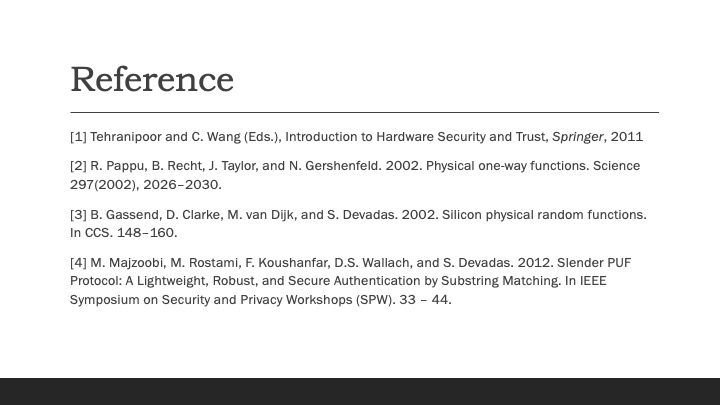 Reference
[1] Tehranipoor and C. Wang (Eds.), Introduction to Hardware Security and Trust, Springer, 2011
[2] R. Pappu, B. Recht, J. Taylor, and N. Gershenfeld. 2002. Physical one-way functions. Science
297(2002), 2026–2030.
[3] B. Gassend, D. Clarke, M. van Dijk, and S. Devadas. 2002. Silicon physical random functions.
In CCS. 148–160.
[4] M. Majzoobi, M. Rostami, F. Koushanfar, D.S. Wallach, and S. Devadas. 2012. Slender PUF
Protocol: A Lightweight, Robust, and Secure Authentication by Substring Matching. In IEEE
Symposium on Security and Privacy Workshops (SPW). 33 – 44.